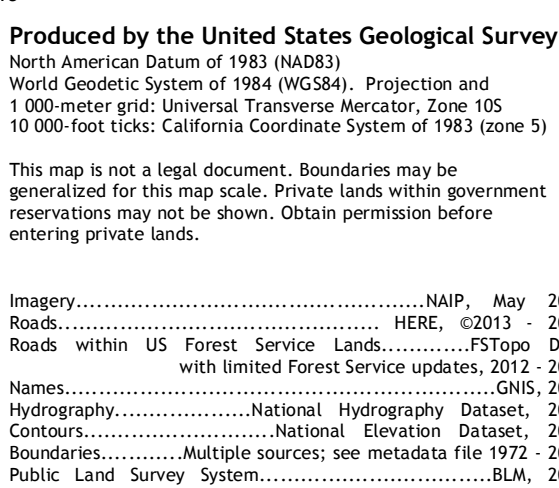 Produced by the United States Geological Survey
North American Datum of 1983 (NAD83)
World Geodetic System of 1984 (WGS84). Projection and
1 000-meter grid: Universal Transverse Mercator, Zone 10S
10 000-foot ticks: California Coordinate System of 1983 (zone 5)
This map is not a legal document. Boundaries may be
generalized for this map scale. Private lands within government
reservations may not be shown. Obtain permission before
entering private lands.
Imagery..................................................NAIP, May
Roads.............................................. HERE, ©2013 -
Roads within US Forest Service Lands.............FSTopo
with limited Forest Service updates, 2012 -
Names..............................................................GNIS,
Hydrography....................National Hydrography Dataset,
Contours............................National Elevation Dataset,
Boundaries............Multiple sources; see metadata file 1972 -
Public Land Survey System..................................BLM,